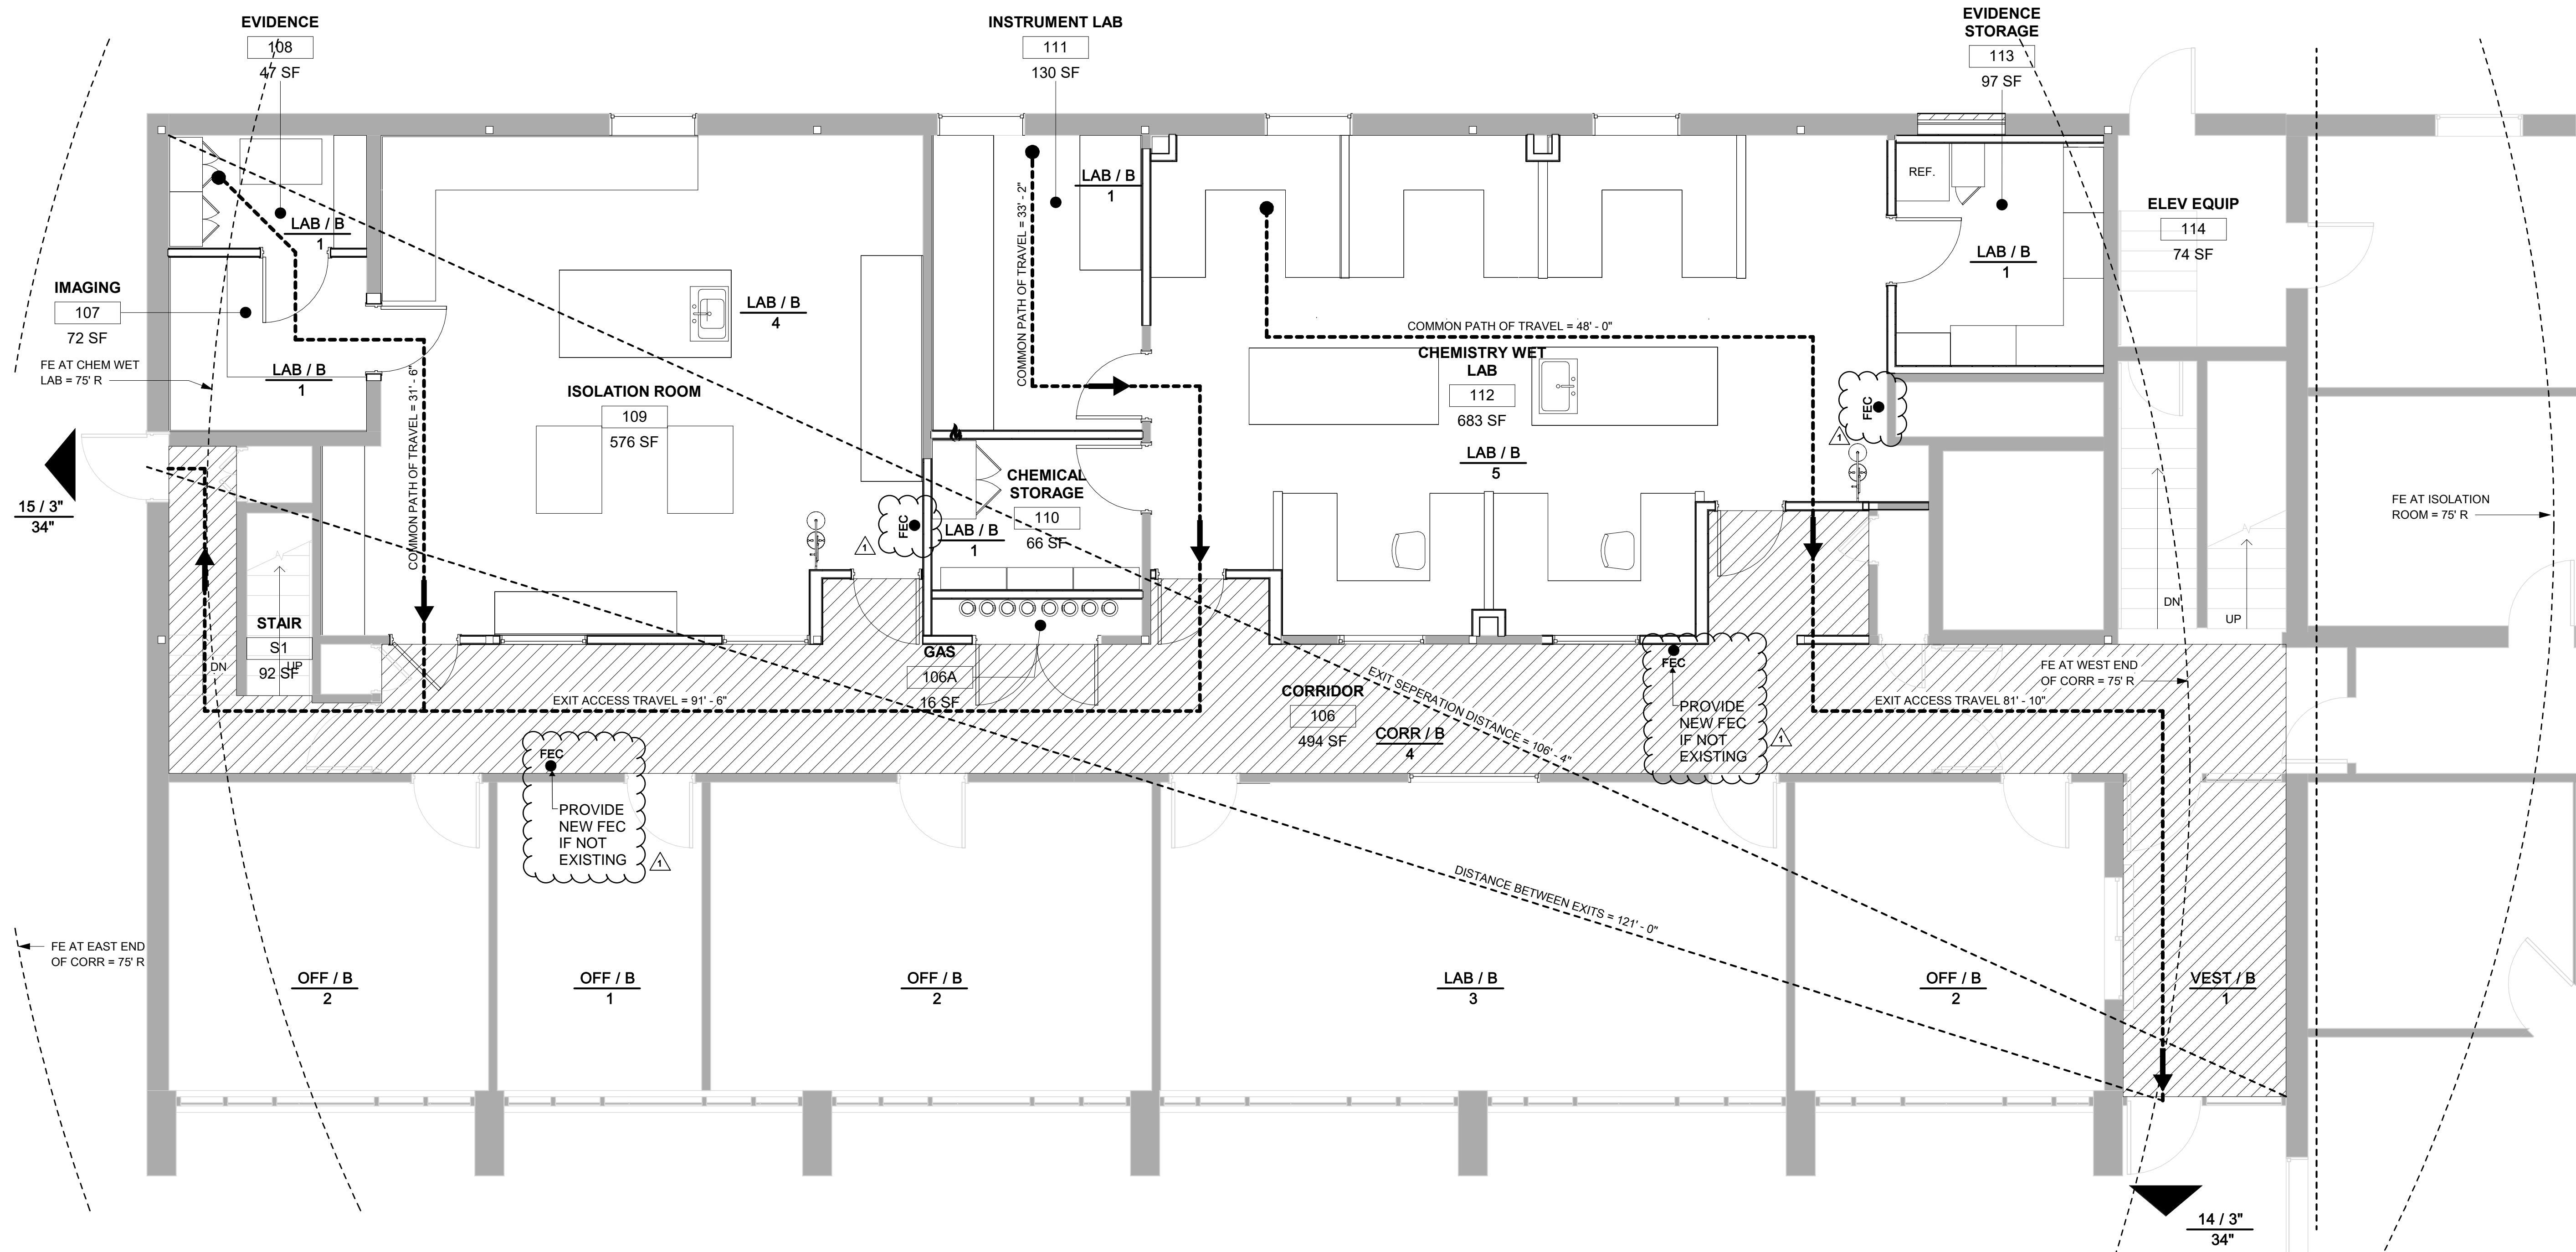 EVIDENCE
108
47 SF
INSTRUMENT LAB
111
130 SF
EVIDENCE
STORAGE
113
97 SF
LAB / B
1
LAB / B
1
REF.
ELEV EQUIP
114
74 SF
LAB / B
1
COMMON PATH OF TRAVEL = 33' - 2"
IMAGING
107
72 SF
LAB / B
4
COMMON PATH OF TRAVEL = 48' - 0"
CHEMISTRY WET
LAB
112
683 SF
FE AT CHEM WET
LAB = 75' R
LAB / B
1
ISOLATION ROOM
109
576 SF
COMMON PATH OF TRAVEL = 31' - 6"
FEC
1
LAB / B
5
CHEMICAL
STORAGE
110
66 SF
LAB / B
1
FEC
1
15 / 3"
34"
FE AT ISOLATION
ROOM = 75' R
STAIR
S1
92 SF
DN
UP
DN
UP
GAS
106A
16 SF
EXIT ACCESS TRAVEL = 91' - 6"
CORRIDOR
106
494 SF
CORR / B
4
EXIT SEPERATION DISTANCE = 106' - 4"
FEC
PROVIDE
NEW FEC
IF NOT
EXISTING
1
FE AT WEST END
OF CORR = 75' R
EXIT ACCESS TRAVEL 81' - 10"
FEC
PROVIDE
NEW FEC
IF NOT
EXISTING
1
DISTANCE BETWEEN EXITS = 121' - 0"
FE AT EAST END
OF CORR = 75' R
OFF / B
2
OFF / B
1
OFF / B
2
LAB / B
3
OFF / B
2
VEST / B
1
14 / 3"
34"